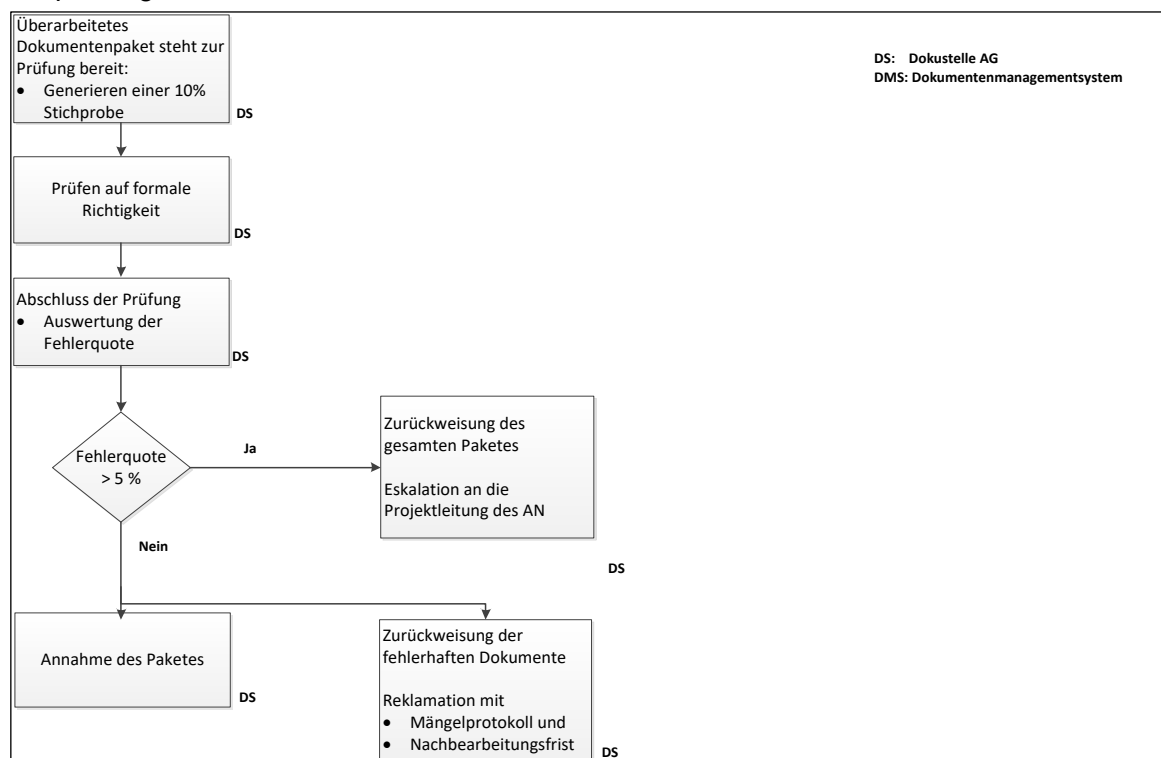 Überarbeitetes
Dokumentenpaket steht zur
Prüfung bereit:
• Generieren einer 10%
Stichprobe
DS
DS: Dokustelle AG
DMS: Dokumentenmanagementsystem
Prüfen auf formale
Richtigkeit
DS
Abschluss der Prüfung
• Auswertung der
Fehlerquote
DS
Fehlerquote
> 5 %
Ja
Zurückweisung des
gesamten Paketes
Eskalation an die
Projektleitung des AN
DS
Nein
Annahme des Paketes
DS
Zurückweisung der
fehlerhaften Dokumente
Reklamation mit
• Mängelprotokoll und
• Nachbearbeitungsfrist
DS